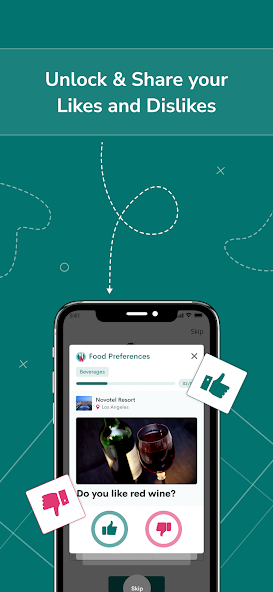 Unlock & Share your
Likes and Dislikes
9:41
Skip
Food Preferences
Beverages
Novotel Resort
Los Angeles
Do you like red wine?
Skip